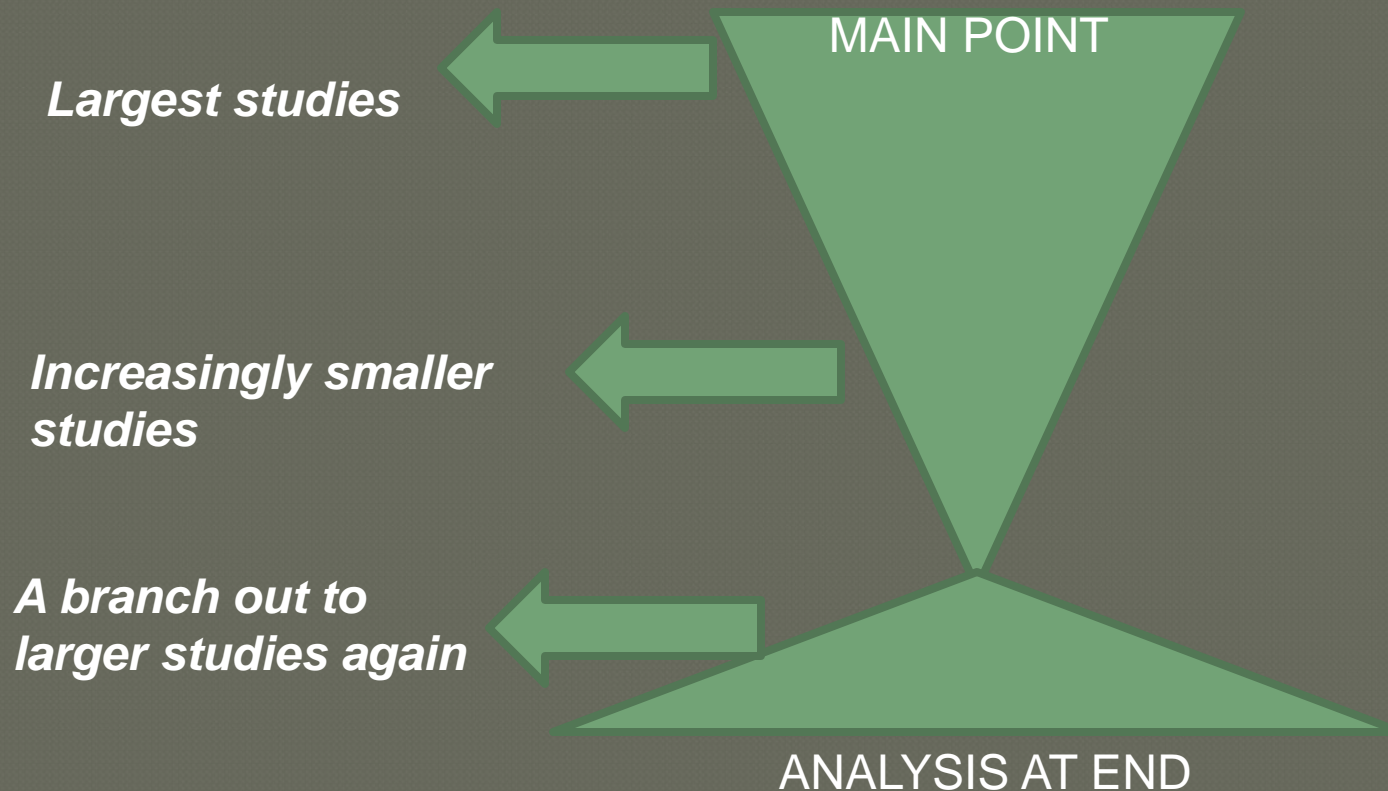 MAIN POINT
Largest studies
Increasingly smaller
studies
A branch out to
larger studies again
ANALYSIS AT END